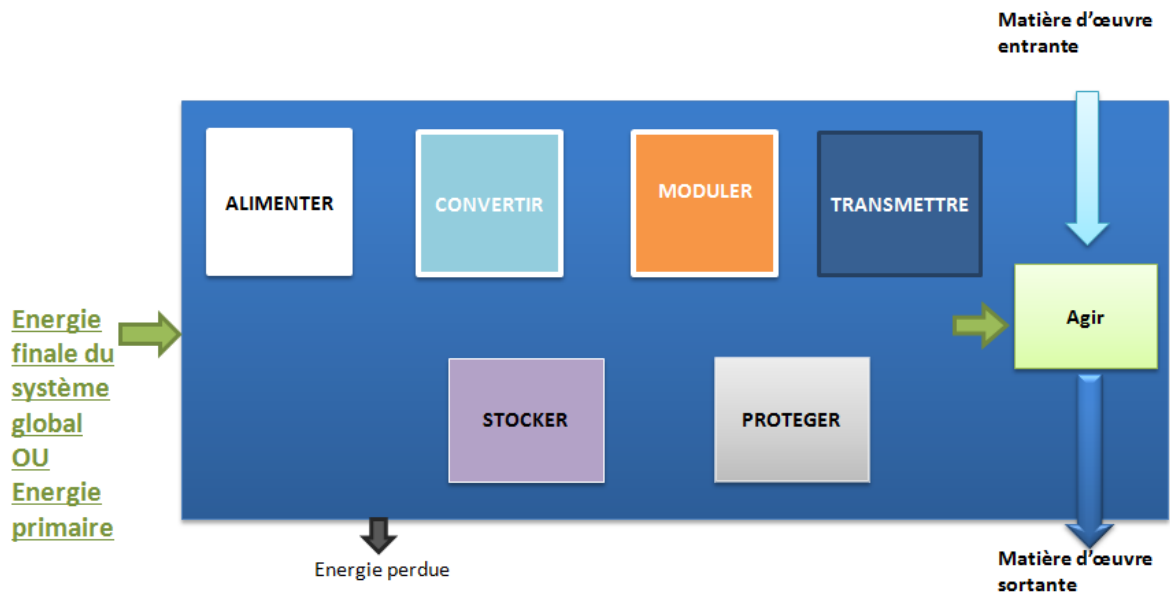 Matière d'œuvre
entrante
ALIMENTER
CONVERTIR
MODULER
TRANSMETTRE
Energie
finale du
système
global
OU
Energie
primaire
Agir
STOCKER
PROTEGER
Energie perdue
Matière d'œuvre
sortante